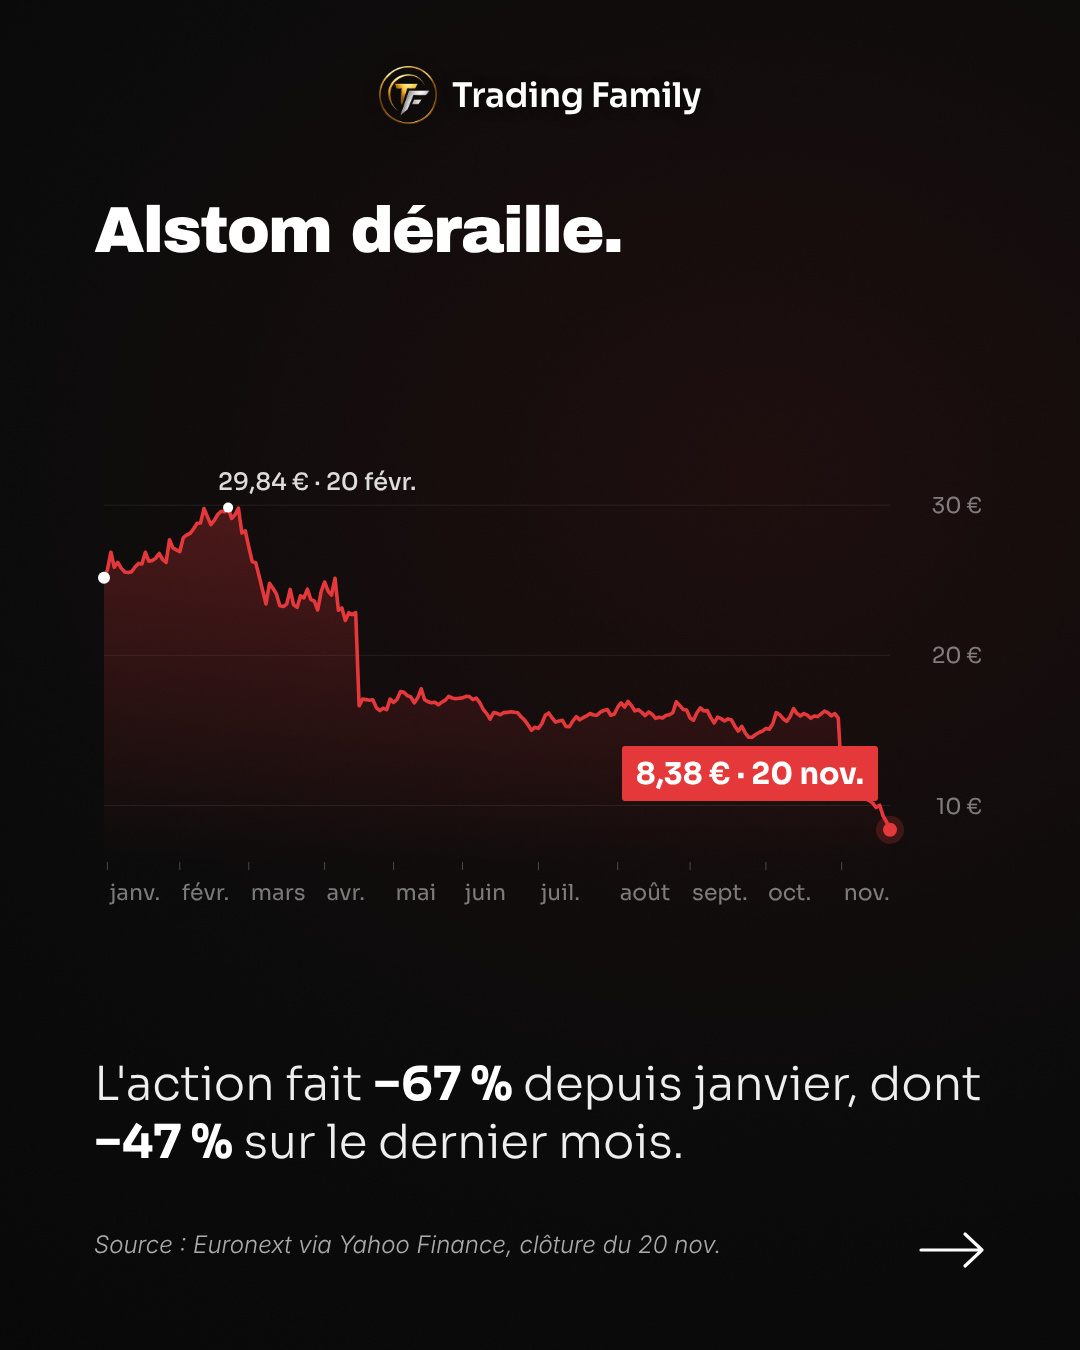 TF Trading Family
Alstom déraille.
29,84 € · 20 févr.
30 €
20 €
8,38 € · 20 nov.
10 €
janv. févr. mars avr. mai juin juil. août sept. oct. nov.
L'action fait −67 % depuis janvier, dont
−47 % sur le dernier mois.
Source : Euronext via Yahoo Finance, clôture du 20 nov.